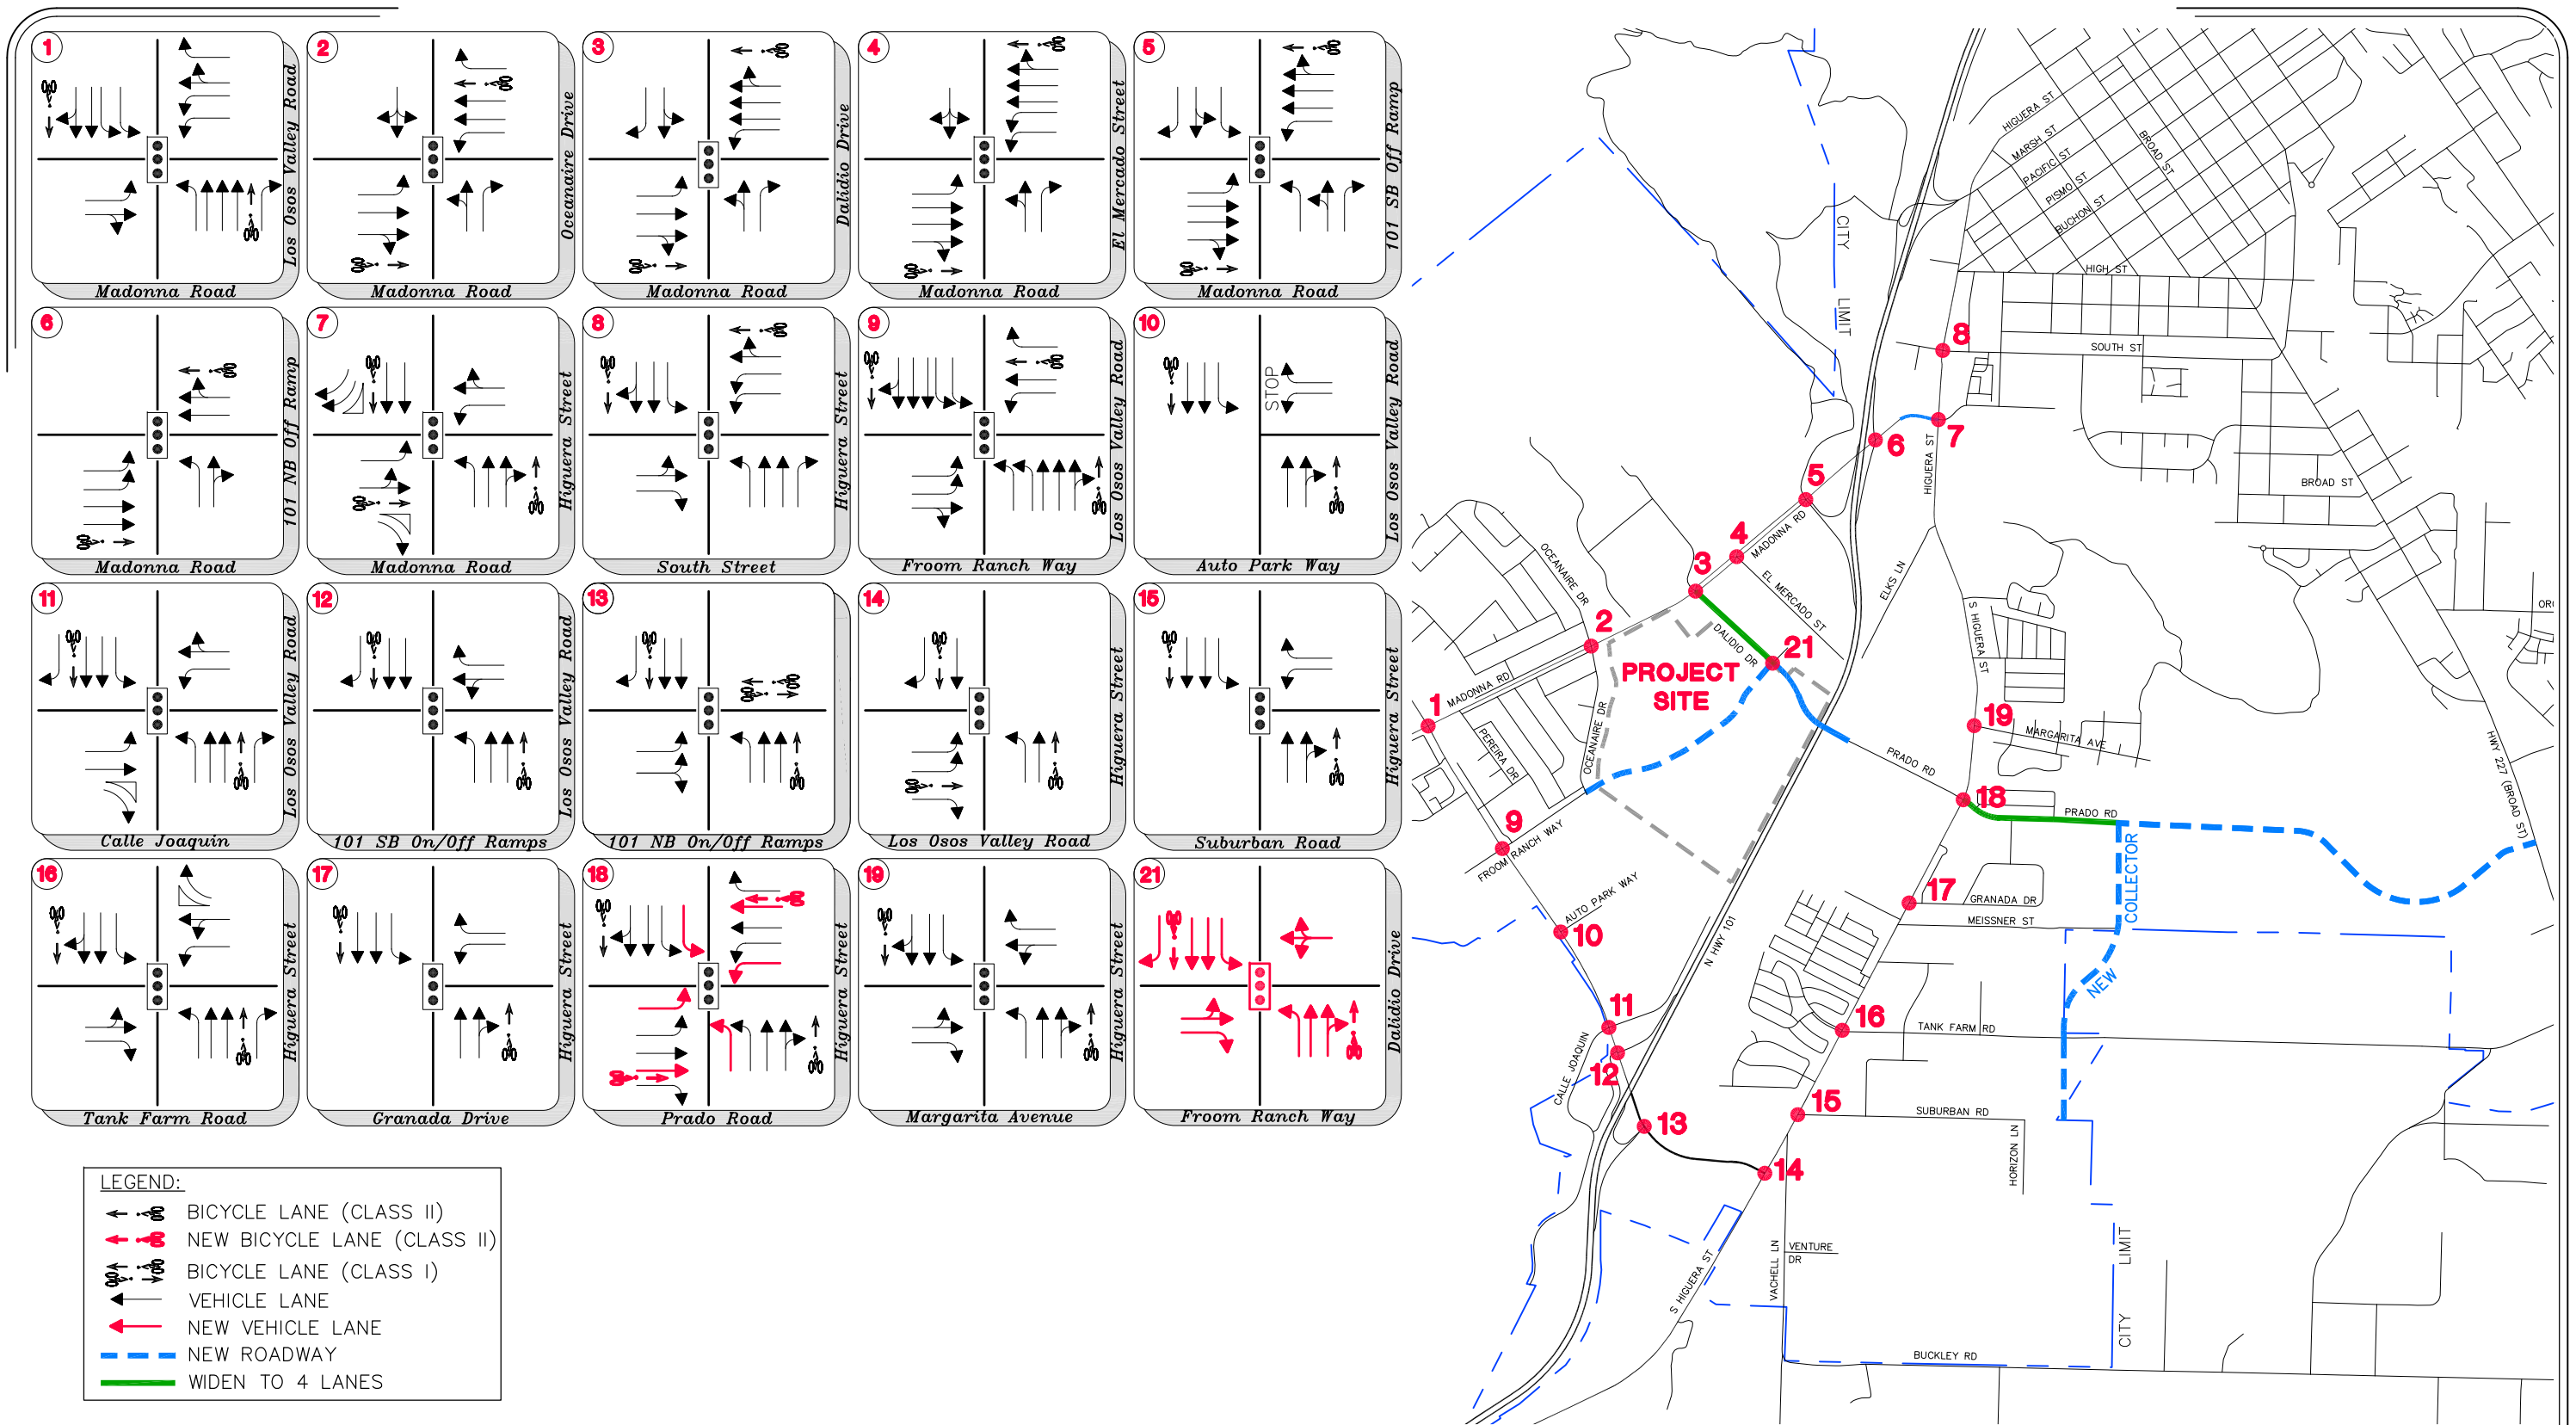 1
Los Osos Valley Road
Madonna Road
2
Oceanaire Drive
Madonna Road
3
Dalidio Drive
Madonna Road
4
El Mercado Street
Madonna Road
5
101 SB Off Ramp
Madonna Road
6
101 NB Off Ramp
Madonna Road
7
Higuera Street
Madonna Road
8
Higuera Street
South Street
9
Los Osos Valley Road
Froom Ranch Way
10
STOP
Los Osos Valley Road
Auto Park Way
11
Los Osos Valley Road
Calle Joaquin
12
Los Osos Valley Road
101 SB On/Off Ramps
13
101 NB On/Off Ramps
14
Higuera Street
Los Osos Valley Road
15
Higuera Street
Suburban Road
16
Higuera Street
Tank Farm Road
17
Higuera Street
Granada Drive
18
Higuera Street
Prado Road
19
Higuera Street
Margarita Avenue
21
Dalidio Drive
Froom Ranch Way
LEGEND:
BICYCLE LANE (CLASS II)
NEW BICYCLE LANE (CLASS II)
BICYCLE LANE (CLASS I)
VEHICLE LANE
NEW VEHICLE LANE
NEW ROADWAY
WIDEN TO 4 LANES
HIGUERA ST
MARSH ST
PACIFIC ST
PISMO ST
BUCHON ST
BROAD ST
CITY
LIMIT
HIGH ST
8
SOUTH ST
7
6
HIGUERA ST
BROAD ST
5
4
MADONNA RD
3
OCEANAIRE DR
EL MERCADO ST
ELKS LN
2
DALIDIO DR
21
S HIGUERA ST
PROJECT
SITE
MADONNA RD
1
OCEANAIRE DR
PEREIRA DR
19
MARGARITA AVE
PRADO RD
HWY 227 (BROAD ST)
18
PRADO RD
9
FROOM RANCH WAY
COLLECTOR
NEW
17
GRANADA DR
MEISSNER ST
AUTO PARK WAY
10
N HWY 101
11
16
TANK FARM RD
CALLE JOAQUIN
12
15
SUBURBAN RD
13
HORIZON LN
14
S HIGUERA ST
VACHELL LN
VENTURE
DR
CITY
LIMIT
BUCKLEY RD